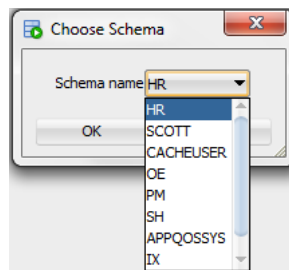 Choose Schema
Schema name HR
HR
OK
SCOTT
CACHEUSER
OE
PM
SH
APPQOSSYS
IX